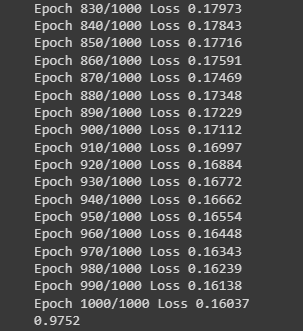 Epoch 830/1000 Loss 0.17973
Epoch 840/1000 Loss 0.17843
Epoch 850/1000 Loss 0.17716
Epoch 860/1000 Loss 0.17591
Epoch 870/1000 Loss 0.17469
Epoch 880/1000 Loss 0.17348
Epoch 890/1000 Loss 0.17229
Epoch 900/1000 Loss 0.17112
Epoch 910/1000 Loss 0.16997
Epoch 920/1000 Loss 0.16884
Epoch 930/1000 Loss 0.16772
Epoch 940/1000 Loss 0.16662
Epoch 950/1000 Loss 0.16554
Epoch 960/1000 Loss 0.16448
Epoch 970/1000 Loss 0.16343
Epoch 980/1000 Loss 0.16239
Epoch 990/1000 Loss 0.16138
Epoch 1000/1000 Loss 0.16037
0.9752